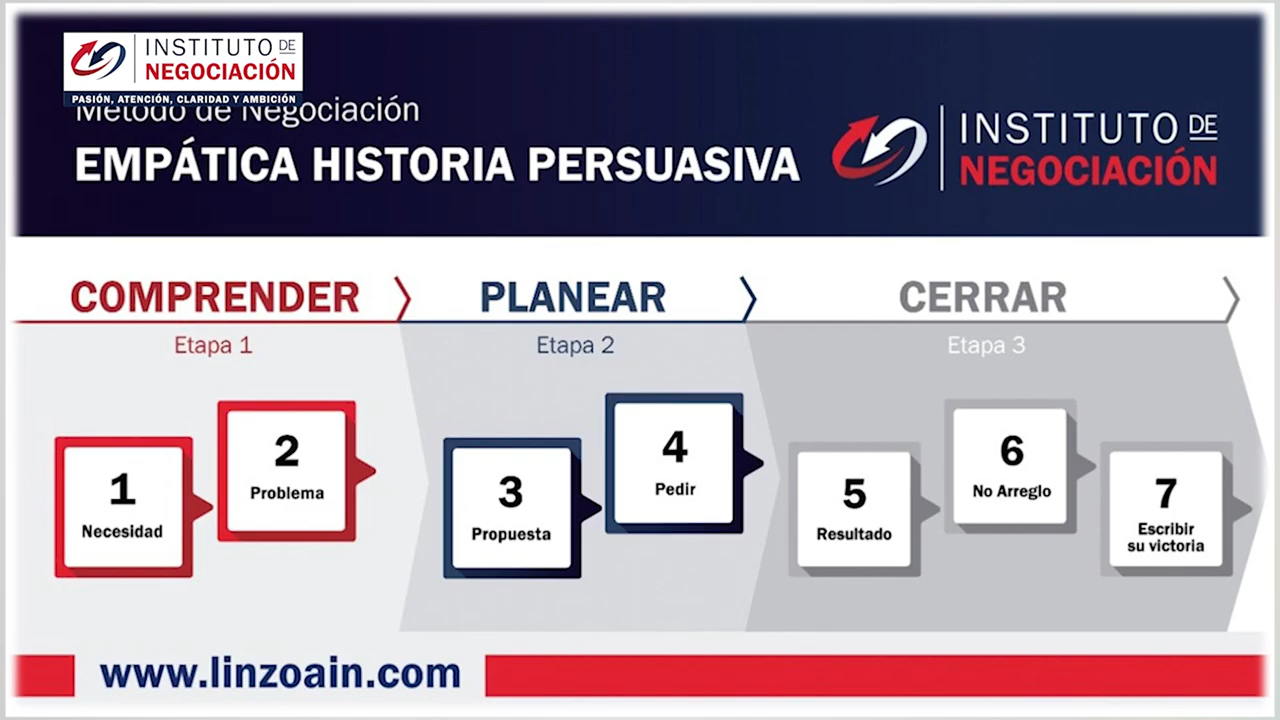 INSTITUTO DE
NEGOCIACIÓN
PASIÓN, ATENCIÓN, CLARIDAD Y AMBICIÓN
Método de Negociación
EMPÁTICA HISTORIA PERSUASIVA
INSTITUTO DE
NEGOCIACIÓN
COMPRENDER
Etapa 1
1
Necesidad
2
Problema
PLANEAR
Etapa 2
3
Propuesta
4
Pedir
CERRAR
Etapa 3
5
Resultado
6
No Arreglo
7
Escribir
su victoria
www.linzoain.com